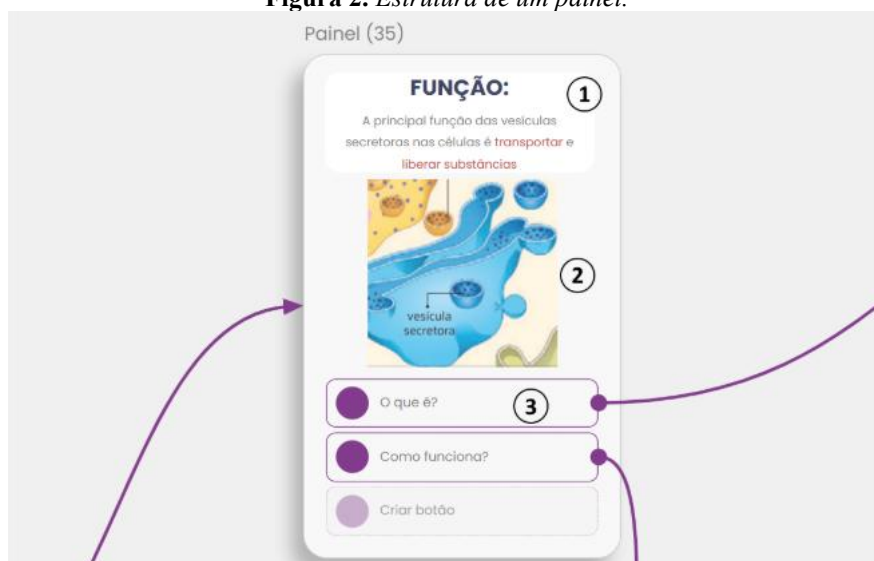 Figura 2. Estrutura de um painel.
Painel (35)
FUNÇÃO:
1
A principal função das vesículas
secretoras nas células é transportar e
liberar substâncias
2
vesícula
secretora
O que é?
3
Como funciona?
Criar botão